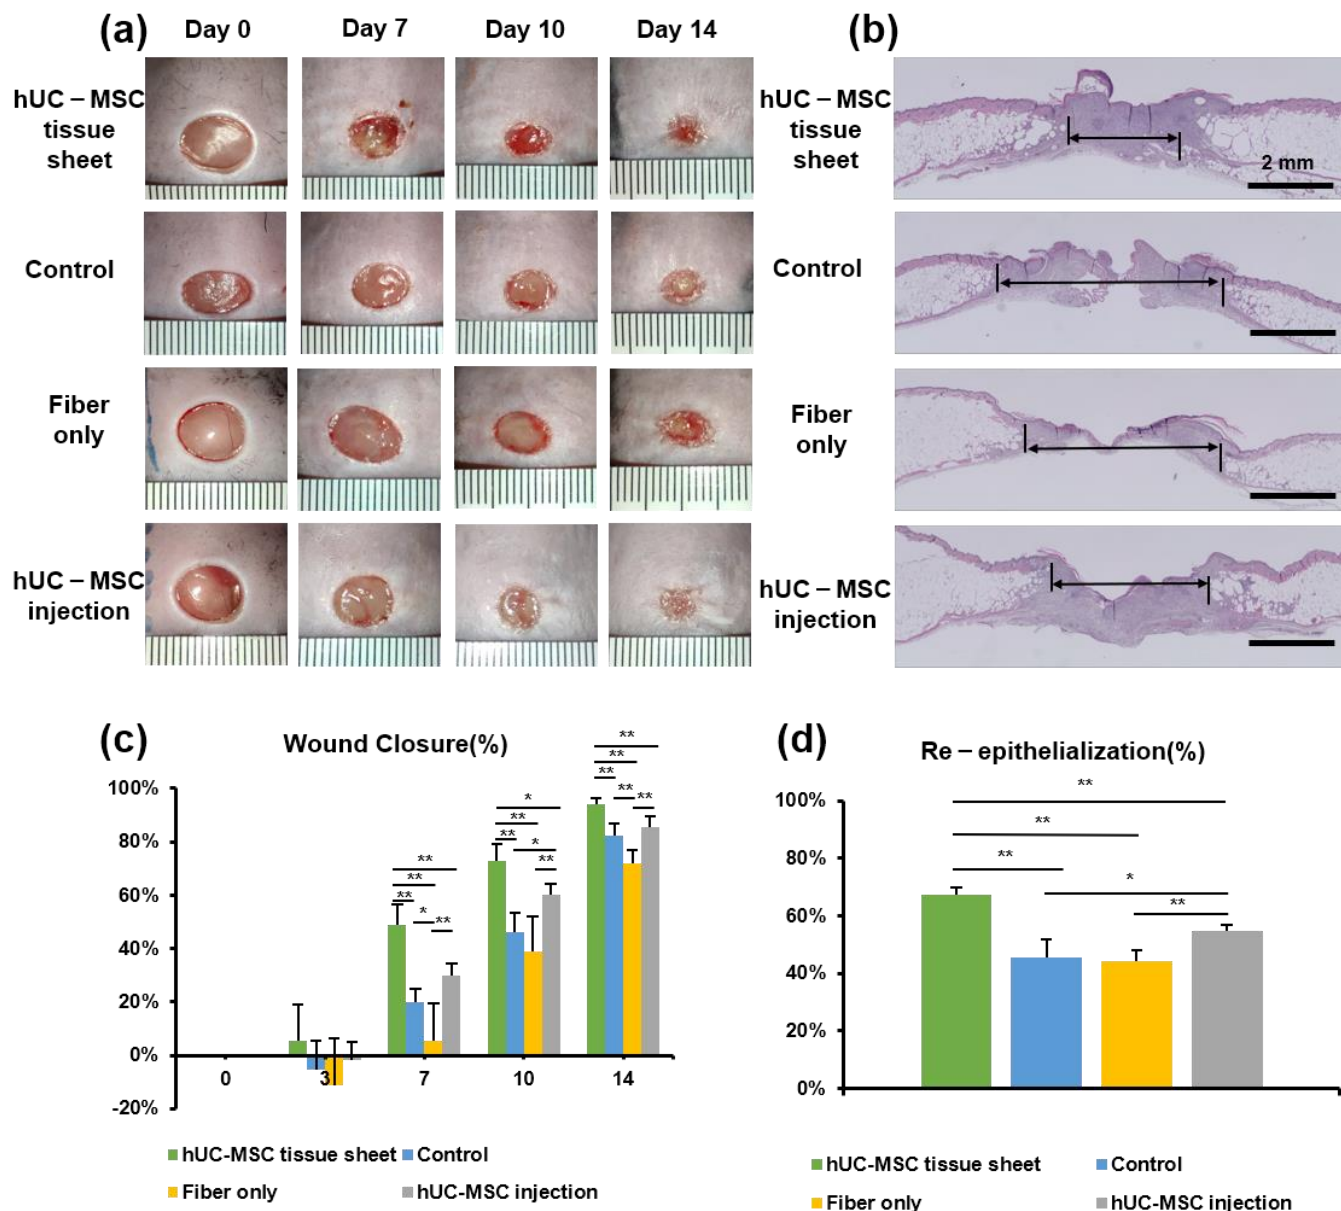 (a) Day 0 Day 7 Day 10 Day 14
hUC – MSC
tissue
sheet
Control
Fiber
only
hUC – MSC
injection
(b)
hUC – MSC
tissue
sheet
2 mm
Control
Fiber
only
hUC – MSC
injection
(c) Wound Closure(%)
100%
80%
60%
40%
20%
0%
-20%
0 3 7 10 14
** ** ** * **
* ** ** * **
** ** ** ** **
hUC-MSC tissue sheet Control
Fiber only hUC-MSC injection
(d) Re – epithelialization(%)
100%
80%
60%
40%
20%
0%
**
**
**
*
**
hUC-MSC tissue sheet Control
Fiber only hUC-MSC injection